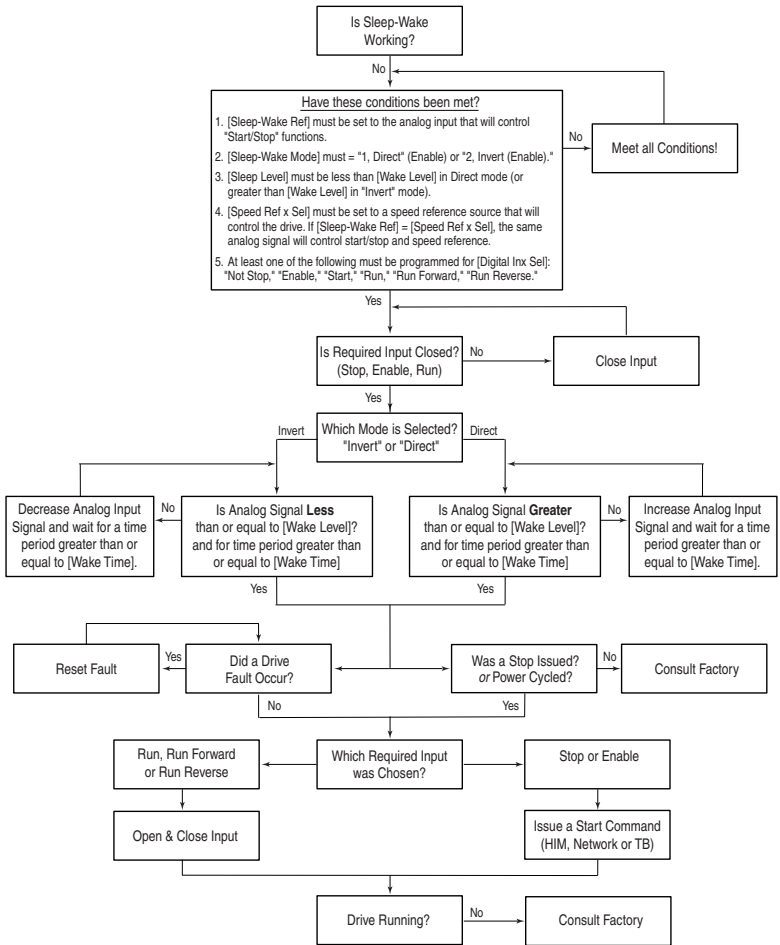 Is Sleep-Wake
Working?
No
Have these conditions been met?
1. [Sleep-Wake Ref] must be set to the analog input that will control
"Start/Stop" functions.
2. [Sleep-Wake Mode] must = "1, Direct" (Enable) or "2, Invert (Enable)."
3. [Sleep Level] must be less than [Wake Level] in Direct mode (or
greater than [Wake Level] in "Invert" mode).
4. [Speed Ref x Sel] must be set to a speed reference source that will
control the drive. If [Sleep-Wake Ref] = [Speed Ref x Sel], the same
analog signal will control start/stop and speed reference.
5. At least one of the following must be programmed for [Digital Inx Sel]:
"Not Stop," "Enable," "Start," "Run," "Run Forward," "Run Reverse."
No
Meet all Conditions!
Yes
Is Required Input Closed?
(Stop, Enable, Run)
No
Close Input
Yes
Which Mode is Selected?
"Invert" or "Direct"
Invert
Direct
Decrease Analog Input
Signal and wait for a time
period greater than or
equal to [Wake Time].
No
Is Analog Signal Less
than or equal to [Wake Level]?
and for time period greater than
or equal to [Wake Time]
Is Analog Signal Greater
than or equal to [Wake Level]?
and for time period greater than
or equal to [Wake Time]
No
Increase Analog Input
Signal and wait for a time
period greater than or
equal to [Wake Time].
Yes
Yes
Reset Fault
Yes
Did a Drive
Fault Occur?
Was a Stop Issued?
or Power Cycled?
No
Consult Factory
No
Yes
Run, Run Forward
or Run Reverse
Which Required Input
was Chosen?
Stop or Enable
Open & Close Input
Issue a Start Command
(HIM, Network or TB)
Drive Running?
No
Consult Factory